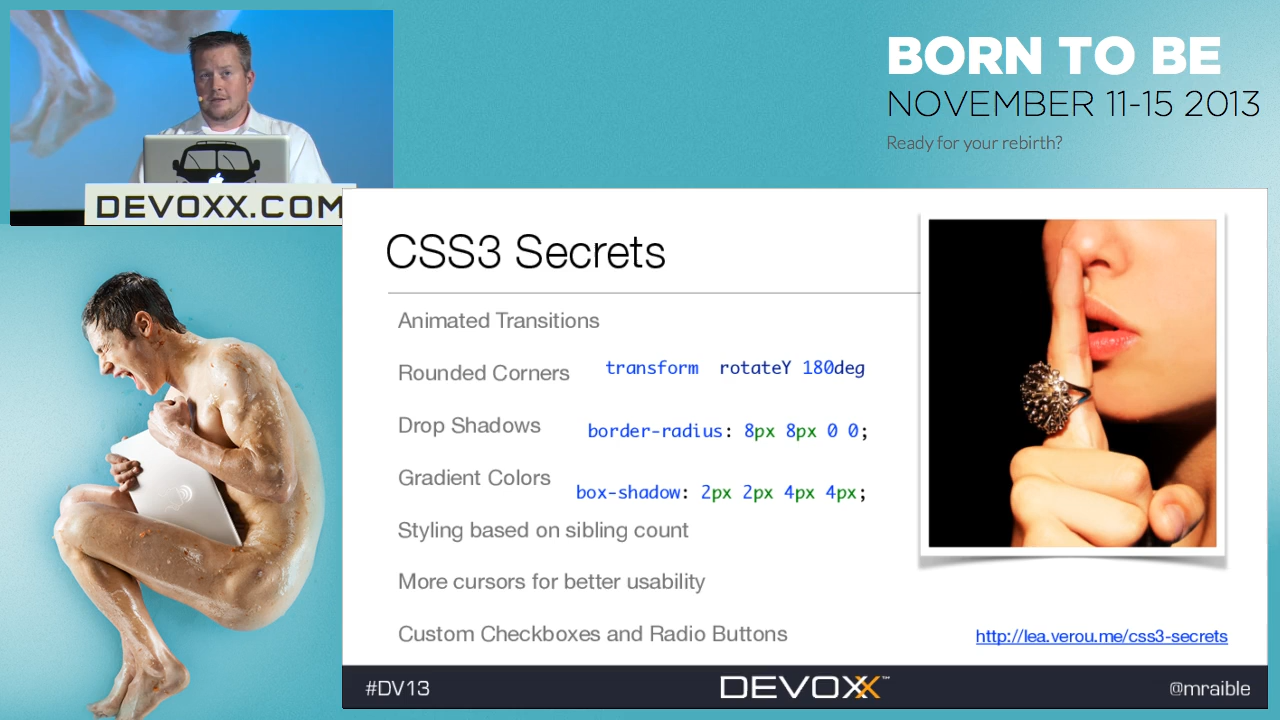 BORN TO BE
NOVEMBER 11-15 2013
Ready for your rebirth?
DEVOXX.COM
CSS3 Secrets
Animated Transitions
Rounded Corners
transform rotateY 180deg
Drop Shadows
border-radius: 8px 8px 0 0;
Gradient Colors
box-shadow: 2px 2px 4px 4px;
Styling based on sibling count
More cursors for better usability
Custom Checkboxes and Radio Buttons
http://lea.verou.me/css3-secrets
#DV13
DEVOXX™
@mraible